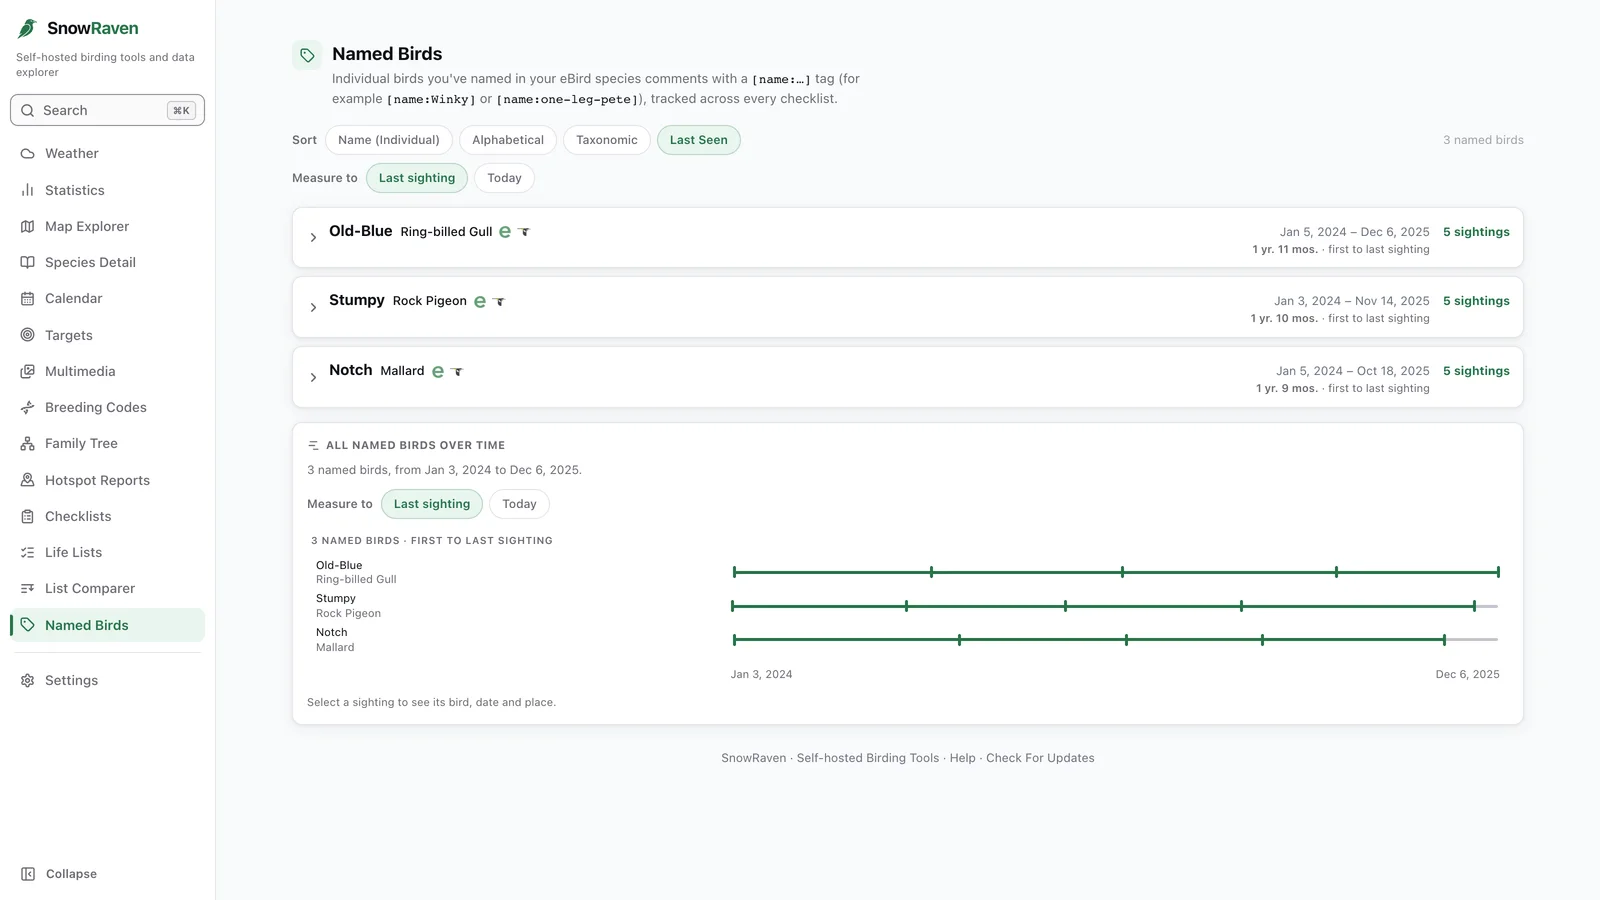 SnowRaven
Self-hosted birding tools and data
explorer
Search ⌘K
Weather
Statistics
Map Explorer
Species Detail
Calendar
Targets
Multimedia
Breeding Codes
Family Tree
Hotspot Reports
Checklists
Life Lists
List Comparer
Named Birds
Settings
Collapse
Named Birds
Individual birds you've named in your eBird species comments with a [name:…] tag (for
example [name:Winky] or [name:one-leg-pete]), tracked across every checklist.
Sort Name (Individual) Alphabetical Taxonomic Last Seen 3 named birds
Measure to Last sighting Today
Old-Blue Ring-billed Gull e Jan 5, 2024 – Dec 6, 2025 5 sightings
1 yr. 11 mos. · first to last sighting
Stumpy Rock Pigeon e Jan 3, 2024 – Nov 14, 2025 5 sightings
1 yr. 10 mos. · first to last sighting
Notch Mallard e Jan 5, 2024 – Oct 18, 2025 5 sightings
1 yr. 9 mos. · first to last sighting
ALL NAMED BIRDS OVER TIME
3 named birds, from Jan 3, 2024 to Dec 6, 2025.
Measure to Last sighting Today
3 NAMED BIRDS · FIRST TO LAST SIGHTING
Old-Blue
Ring-billed Gull
Stumpy
Rock Pigeon
Notch
Mallard
Jan 3, 2024 Dec 6, 2025
Select a sighting to see its bird, date and place.
SnowRaven · Self-hosted Birding Tools · Help · Check For Updates